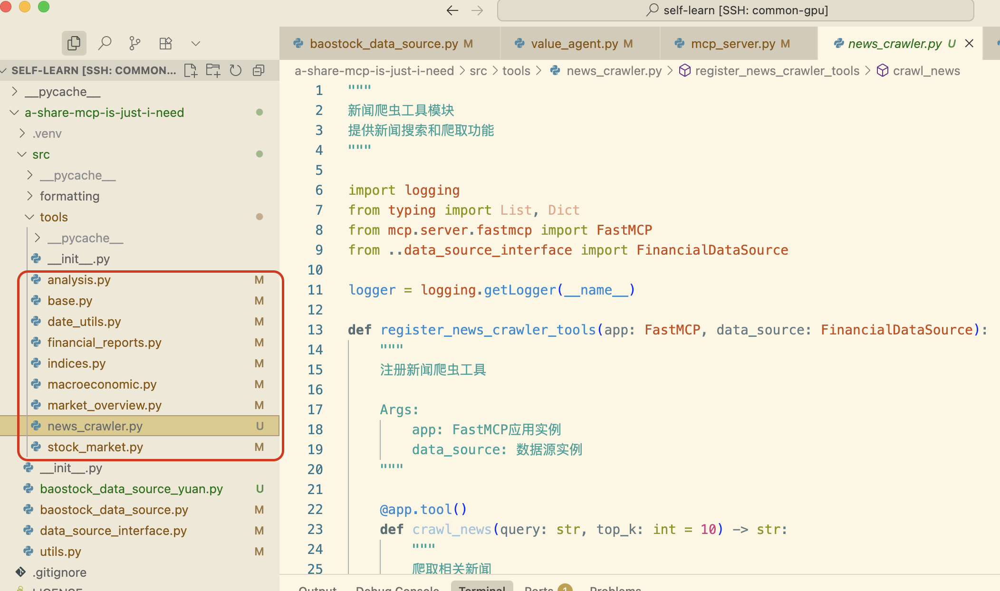 self-learn [SSH: common-gpu]
baostock_data_source.py M
value_agent.py M
mcp_server.py M
news_crawler.py U
SELF-LEARN [SSH: COMMON...
a-share-mcp-is-just-i-need > src > tools > news_crawler.py > register_news_crawler_tools > crawl_news
__pycache__
a-share-mcp-is-just-i-need
.venv
src
__pycache__
formatting
tools
__pycache__
__init__.py
analysis.py M
base.py M
date_utils.py M
financial_reports.py M
indices.py M
macroeconomic.py M
market_overview.py M
news_crawler.py U
stock_market.py M
__init__.py
baostock_data_source_yuan.py U
baostock_data_source.py M
data_source_interface.py M
utils.py M
.gitignore
LICENSE
1 """
2 新闻爬虫工具模块
3 提供新闻搜索和爬取功能
4 """
5
6 import logging
7 from typing import List, Dict
8 from mcp.server.fastmcp import FastMCP
9 from ..data_source_interface import FinancialDataSource
10
11 logger = logging.getLogger(__name__)
12
13 def register_news_crawler_tools(app: FastMCP, data_source: FinancialDataSource):
14 """
15 注册新闻爬虫工具
16
17 Args:
18 app: FastMCP应用实例
19 data_source: 数据源实例
20 """
21
22 @app.tool()
23 def crawl_news(query: str, top_k: int = 10) -> str:
24 """
25 爬取相关新闻
Output Debug Console Terminal Ports 1 Problems